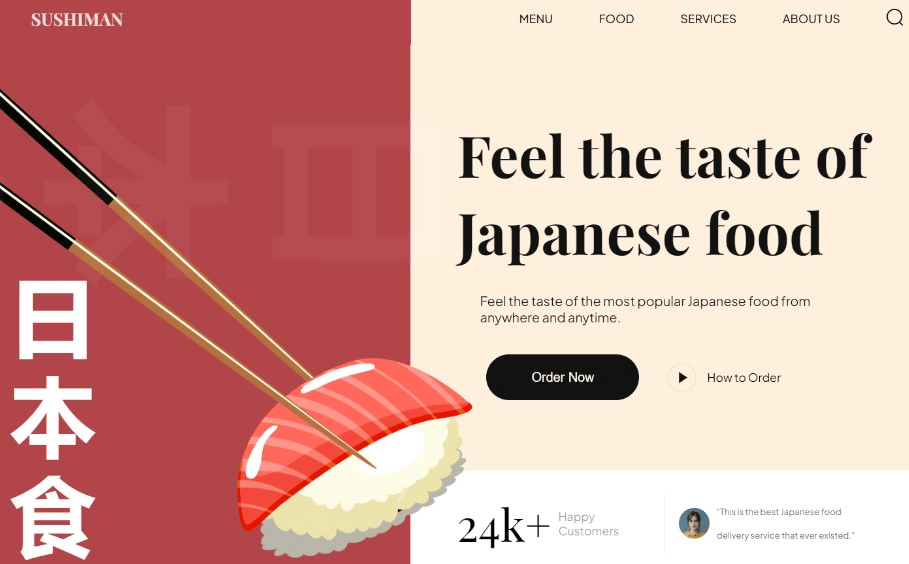 SUSHIMAN
MENU FOOD SERVICES ABOUT US
Feel the taste of
Japanese food
Feel the taste of the most popular Japanese food from
anywhere and anytime.
Order Now
How to Order
日
本
食
24k+
Happy
Customers
"This is the best Japanese food
delivery service that ever existed."